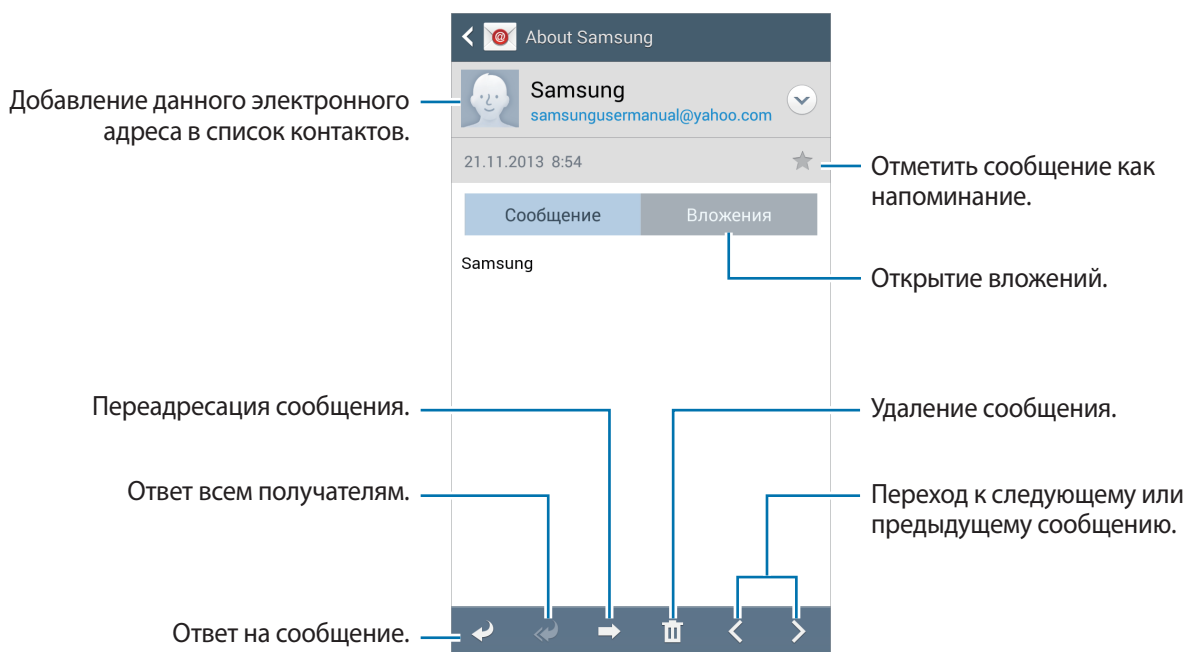 About Samsung
Добавление данного электронного
адреса в список контактов.
Samsung
samsungusermanual@yahoo.com
21.11.2013 8:54
Отметить сообщение как
напоминание.
Сообщение
Вложения
Samsung
Открытие вложений.
Переадресация сообщения.
Удаление сообщения.
Ответ всем получателям.
Переход к следующему или
предыдущему сообщению.
Ответ на сообщение.